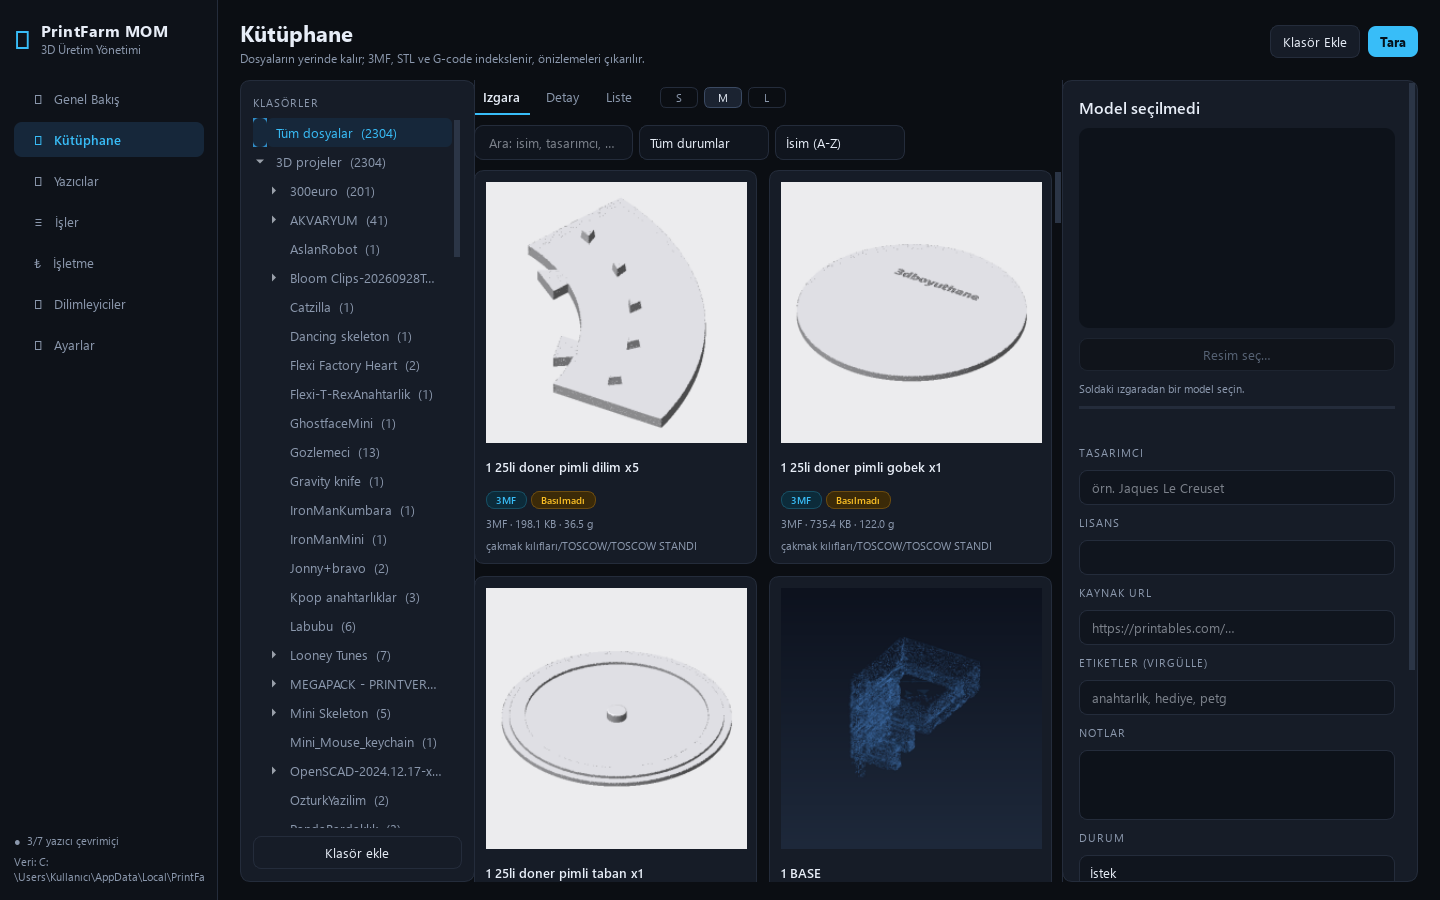 PrintFarm MOM
3D Üretim Yönetimi
Genel Bakış
Kütüphane
Yazıcılar
İşler
₺ İşletme
Dilimleyiciler
Ayarlar
● 3/7 yazıcı çevrimiçi
Veri: C:
\Users\Kullanıcı\AppData\Local\PrintFa
Kütüphane
Dosyaların yerinde kalır; 3MF, STL ve G-code indekslenir, önizlemeleri çıkarılır.
Klasör Ekle
Tara
KLASÖRLER
Tüm dosyalar (2304)
3D projeler (2304)
300euro (201)
AKVARYUM (41)
AslanRobot (1)
Bloom Clips-20260928T...
Catzilla (1)
Dancing skeleton (1)
Flexi Factory Heart (2)
Flexi-T-RexAnahtarlik (1)
GhostfaceMini (1)
Gozlemeci (13)
Gravity knife (1)
IronManKumbara (1)
IronManMini (1)
Jonny+bravo (2)
Kpop anahtarlıklar (3)
Labubu (6)
Looney Tunes (7)
MEGAPACK - PRINTVER...
Mini Skeleton (5)
Mini_Mouse_keychain (1)
OpenSCAD-2024.12.17-x...
OzturkYazilim (2)
Klasör ekle
Izgara
Detay
Liste
S
M
L
Ara: isim, tasarımcı, ...
Tüm durumlar
İsim (A-Z)
3dboyuthane
1 25li doner pimli dilim x5
3MF
Basılmadı
3MF · 198.1 KB · 36.5 g
çakmak kılıfları/TOSCOW/TOSCOW STANDI
1 25li doner pimli gobek x1
3MF
Basılmadı
3MF · 735.4 KB · 122.0 g
çakmak kılıfları/TOSCOW/TOSCOW STANDI
1 25li doner pimli taban x1
1 BASE
Model seçilmedi
Resim seç...
Soldaki ızgaradan bir model seçin.
TASARIMCI
örn. Jaques Le Creuset
LISANS
KAYNAK URL
https://printables.com/...
ETIKETLER (VIRGÜLLE)
anahtarlık, hediye, petg
NOTLAR
DURUM
İstek